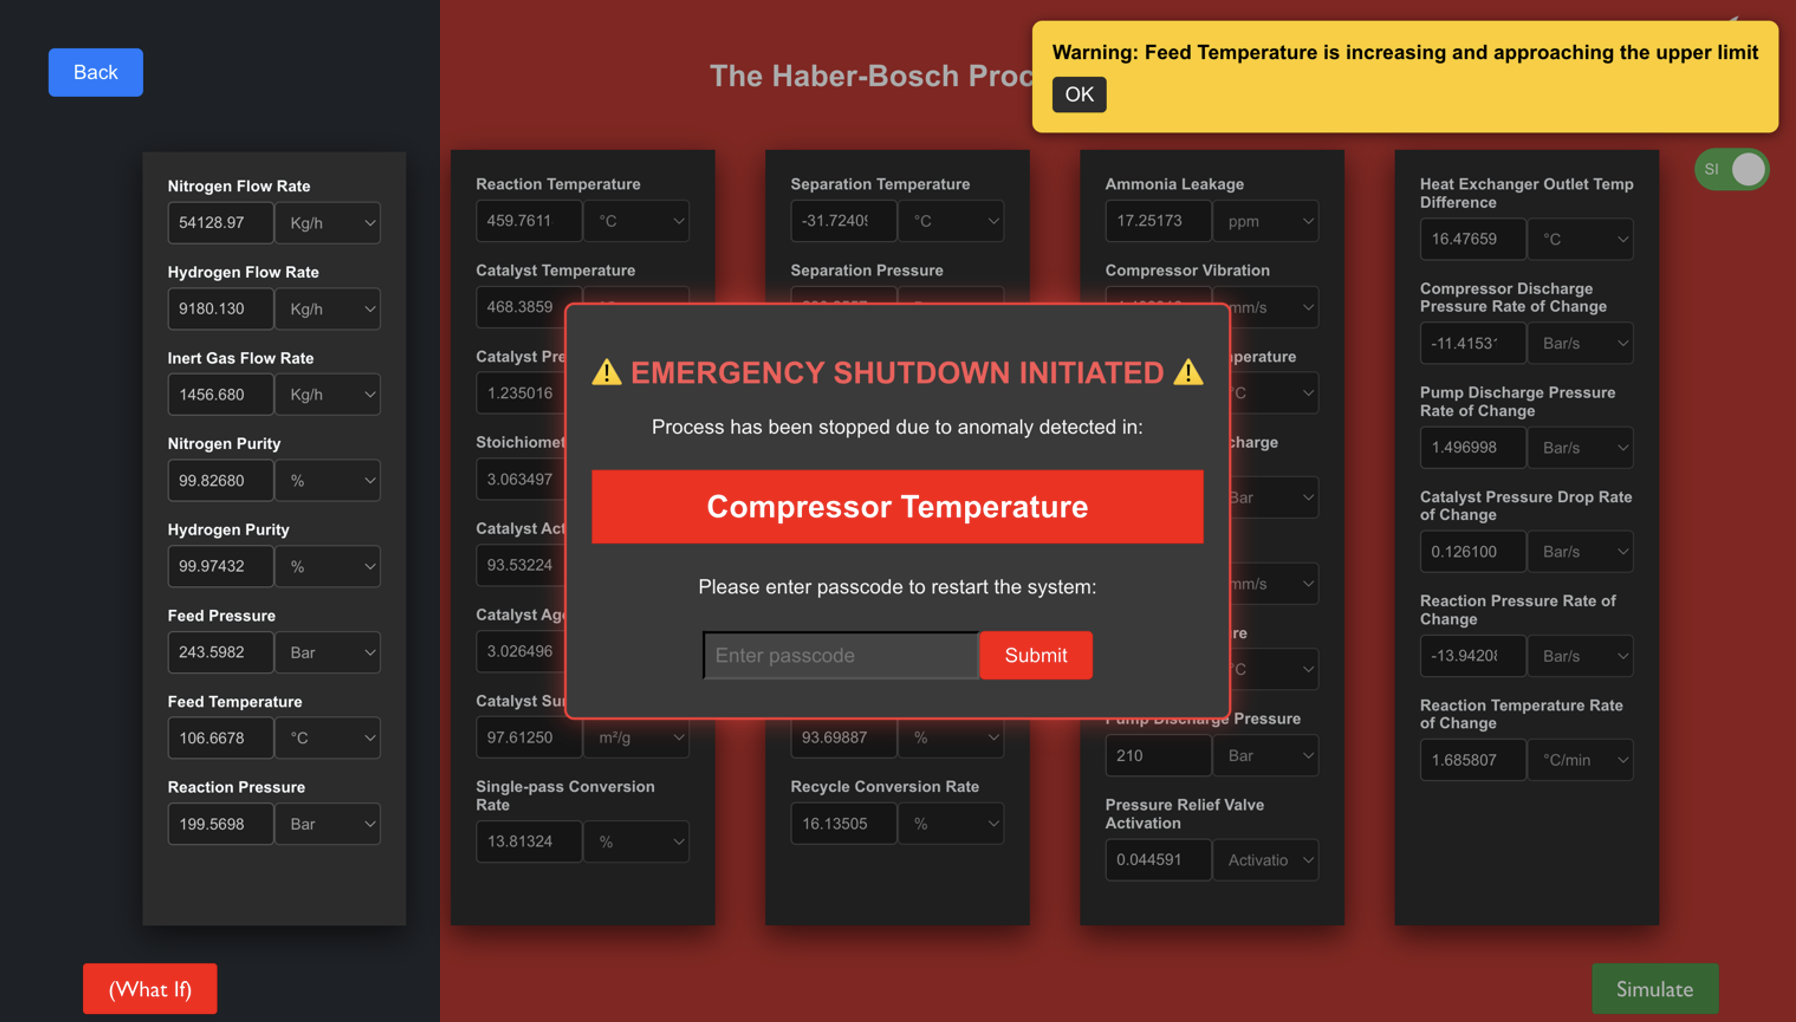 Back
The Haber-Bosch Proc
Warning: Feed Temperature is increasing and approaching the upper limit
OK
SI
Nitrogen Flow Rate
54128.97 Kg/h
Hydrogen Flow Rate
9180.130 Kg/h
Inert Gas Flow Rate
1456.680 Kg/h
Nitrogen Purity
99.82680 %
Hydrogen Purity
99.97432 %
Feed Pressure
243.5982 Bar
Feed Temperature
106.6678 °C
Reaction Pressure
199.5698 Bar
Reaction Temperature
459.7611 °C
Catalyst Temperature
468.3859
Catalyst Pre
1.235016
Stoichiomet
3.063497
Catalyst Act
93.53224
Catalyst Age
3.026496
Catalyst Su
97.61250 m²/g
Single-pass Conversion
Rate
13.81324 %
Separation Temperature
-31.7240 °C
Separation Pressure
93.69887 %
Recycle Conversion Rate
16.13505 %
Ammonia Leakage
17.25173 ppm
Compressor Vibration
mm/s
perature
°C
charge
Bar
mm/s
re
°C
Pump Discharge Pressure
210 Bar
Pressure Relief Valve
Activation
0.044591 Activatio
Heat Exchanger Outlet Temp
Difference
16.47659 °C
Compressor Discharge
Pressure Rate of Change
-11.4153 Bar/s
Pump Discharge Pressure
Rate of Change
1.496998 Bar/s
Catalyst Pressure Drop Rate
of Change
0.126100 Bar/s
Reaction Pressure Rate of
Change
-13.9420 Bar/s
Reaction Temperature Rate
of Change
1.685807 °C/min
⚠️ EMERGENCY SHUTDOWN INITIATED ⚠️
Process has been stopped due to anomaly detected in:
Compressor Temperature
Please enter passcode to restart the system:
Enter passcode
Submit
(What If)
Simulate